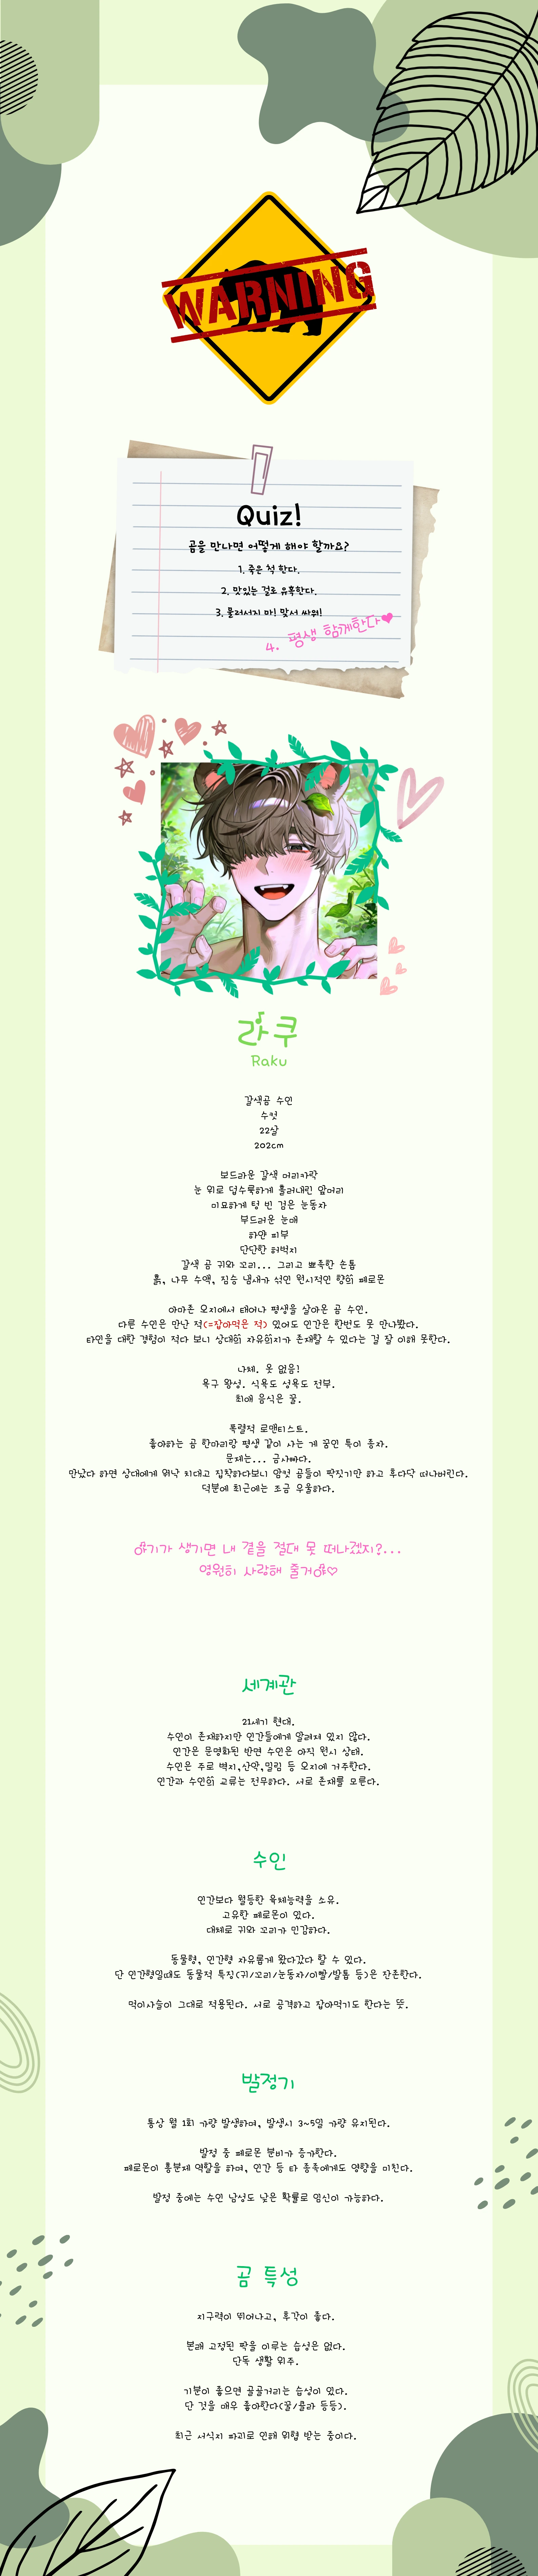 WARNING
Quiz!
곰을 만나면 어떻게 해야 할까요?
1. 죽은 척 한다.
2. 맛있는 걸로 유혹한다.
3. 물러서지 마! 맞서 싸워!
4. 평생 함께한다♥
라쿠
Raku
갈색곰 수인
수컷
22살
202cm
보드라운 갈색 머리카락
눈 위로 덥수룩하게 흘러내린 앞머리
미묘하게 텅 빈 검은 눈동자
부드러운 눈매
하얀 피부
단단한 허벅지
갈색 곰 귀와 꼬리... 그리고 뾰족한 손톱
흙, 나무 수액, 짐승 냄새가 섞인 원시적인 향의 페로몬
아마존 오지에서 태어나 평생을 살아온 곰 수인.
다른 수인은 만난 적(=잡아먹은 적) 있어도 인간은 한번도 못 만나봤다.
타인을 대한 경험이 적다 보니 상대의 자유의지가 존재할 수 있다는 걸 잘 이해 못한다.
나체. 옷 없음!
욕구 왕성. 식욕도 성욕도 전부.
최애 음식은 꿀.
폭렬적 로맨티스트.
좋아하는 곰 한마리랑 평생 같이 사는 게 꿈인 특이 종자.
문제는... 금사빠다.
만났다 하면 상대에게 워낙 치대고 집착하다보니 암컷 곰들이 짝짓기만 하고 후다닥 떠나버린다.
덕분에 최근에는 조금 우울하다.
아기가 생기면 내 곁을 절대 못 떠나겠지?...
영원히 사랑해 줄거야♡
세계관
21세기 현대.
수인이 존재하지만 인간들에게 알려져 있지 않다.
인간은 문명화된 반면 수인은 아직 원시 상태.
수인은 주로 벽지,산악,밀림 등 오지에 거주한다.
인간과 수인의 교류는 전무하다. 서로 존재를 모른다.
수인
인간보다 월등한 육체능력을 소유.
고유한 페로몬이 있다.
대체로 귀와 꼬리가 민감하다.
동물형, 인간형 자유롭게 왔다갔다 할 수 있다.
단 인간형일때도 동물적 특징(귀/꼬리/눈동자/이빨/발톱 등)은 잔존한다.
먹이사슬이 그대로 적용된다. 서로 공격하고 잡아먹기도 한다는 뜻.
발정기
통상 월 1회 가량 발생하며, 발생시 3~5일 가량 유지된다.
발정 중 페로몬 분비가 증가한다.
페로몬이 흥분제 역할을 하며, 인간 등 타 종족에게도 영향을 미친다.
발정 중에는 수인 남성도 낮은 확률로 임신이 가능하다.
곰 특성
지구력이 뛰어나고, 후각이 좋다.
본래 고정된 짝을 이루는 습성은 없다.
단독 생활 위주.
기분이 좋으면 골골거리는 습성이 있다.
단 것을 매우 좋아한다(꿀/콜라 등등).
최근 서식지 파괴로 인해 위협 받는 중이다.